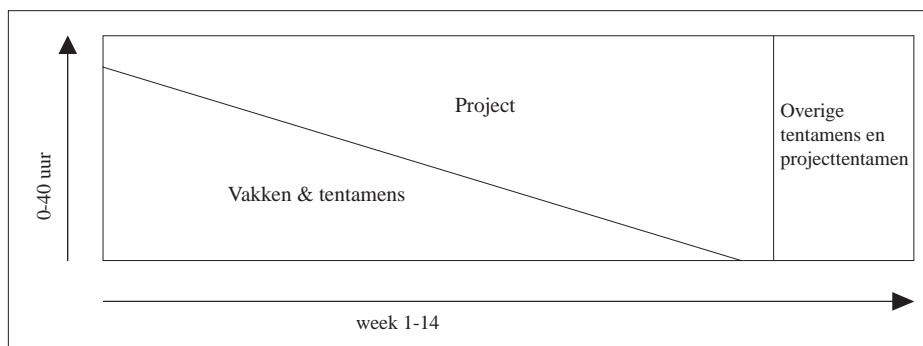 Project
Overige
tentamens en
projecttentamen
Vakken & tentamens
0-40 uur
week 1-14